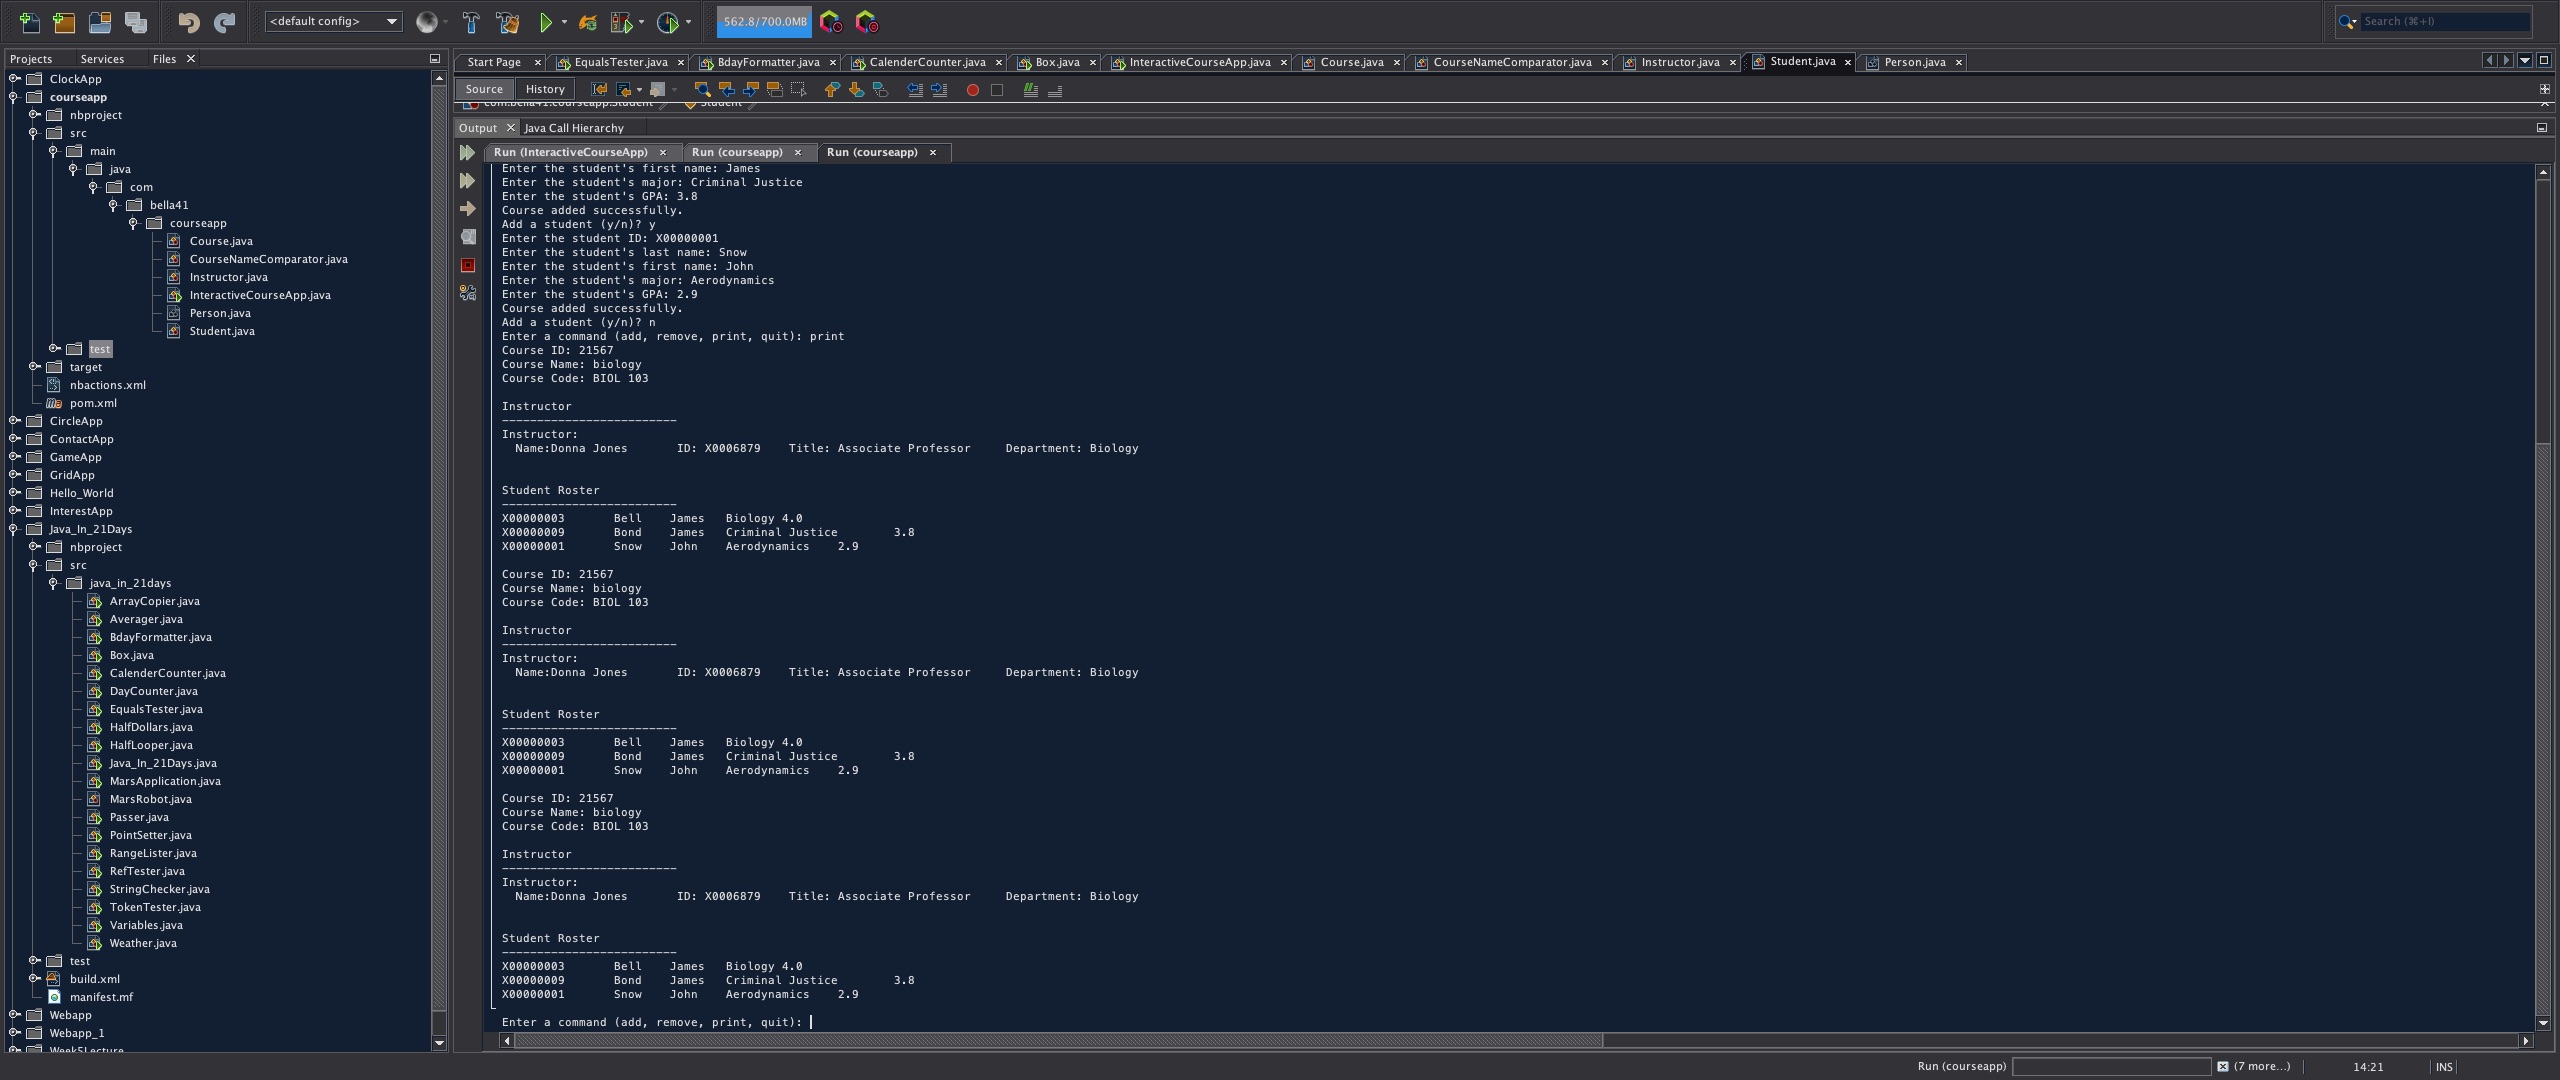 <default config>
562.8/700.0MB
Search (⌘+I)
Projects Services Files
ClockApp
courseapp
nbproject
src
main
java
com
bella41
courseapp
Course.java
CourseNameComparator.java
Instructor.java
InteractiveCourseApp.java
Person.java
Student.java
test
target
nbactions.xml
pom.xml
CircleApp
ContactApp
GameApp
GridApp
Hello_World
InterestApp
Java_In_21Days
nbproject
src
java_in_21days
ArrayCopier.java
Averager.java
BdayFormatter.java
Box.java
CalenderCounter.java
DayCounter.java
EqualsTester.java
HalfDollars.java
HalfLooper.java
Java_In_21Days.java
MarsApplication.java
MarsRobot.java
Passer.java
PointSetter.java
RangeLister.java
RefTester.java
StringChecker.java
TokenTester.java
Variables.java
Weather.java
test
build.xml
manifest.mf
Webapp
Webapp_1
Week5Lecture
Start Page EqualsTester.java BdayFormatter.java CalenderCounter.java Box.java InteractiveCourseApp.java Course.java CourseNameComparator.java Instructor.java Student.java Person.java
Source History
com.bella41.courseapp.Student Student
Output Java Call Hierarchy
Run (InteractiveCourseApp) Run (courseapp) Run (courseapp)
Enter the student's first name: James
Enter the student's major: Criminal Justice
Enter the student's GPA: 3.8
Course added successfully.
Add a student (y/n)? y
Enter the student ID: X00000001
Enter the student's last name: Snow
Enter the student's first name: John
Enter the student's major: Aerodynamics
Enter the student's GPA: 2.9
Course added successfully.
Add a student (y/n)? n
Enter a command (add, remove, print, quit): print
Course ID: 21567
Course Name: biology
Course Code: BIOL 103
Instructor
-------------------------
Instructor:
Name:Donna Jones ID: X0006879 Title: Associate Professor Department: Biology
Student Roster
-------------------------
X00000003 Bell James Biology 4.0
X00000009 Bond James Criminal Justice 3.8
X00000001 Snow John Aerodynamics 2.9
Course ID: 21567
Course Name: biology
Course Code: BIOL 103
Instructor
-------------------------
Instructor:
Name:Donna Jones ID: X0006879 Title: Associate Professor Department: Biology
Student Roster
-------------------------
X00000003 Bell James Biology 4.0
X00000009 Bond James Criminal Justice 3.8
X00000001 Snow John Aerodynamics 2.9
Course ID: 21567
Course Name: biology
Course Code: BIOL 103
Instructor
-------------------------
Instructor:
Name:Donna Jones ID: X0006879 Title: Associate Professor Department: Biology
Student Roster
-------------------------
X00000003 Bell James Biology 4.0
X00000009 Bond James Criminal Justice 3.8
X00000001 Snow John Aerodynamics 2.9
Enter a command (add, remove, print, quit):
Run (courseapp) (7 more...) 14:21 INS